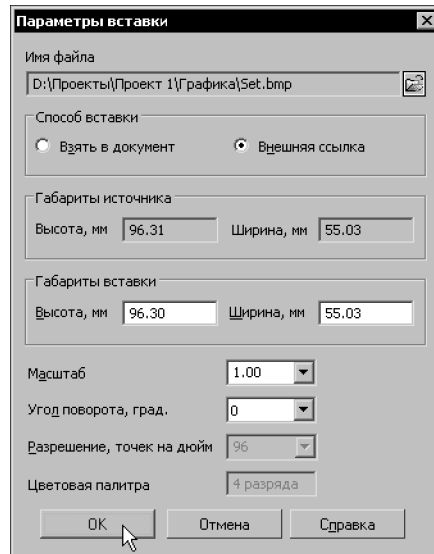 Параметры вставки
Имя файла
D:\Проекты\Проект 1\Графика\Set.bmp
Способ вставки
Взять в документ Внешняя ссылка
Габариты источника
Высота, мм 96.31 Ширина, мм 55.03
Габариты вставки
Высота, мм 96.30 Ширина, мм 55.03
Масштаб 1.00
Угол поворота, град. 0
Разрешение, точек на дюйм 96
Цветовая палитра 4 разряда
OK Отмена Справка